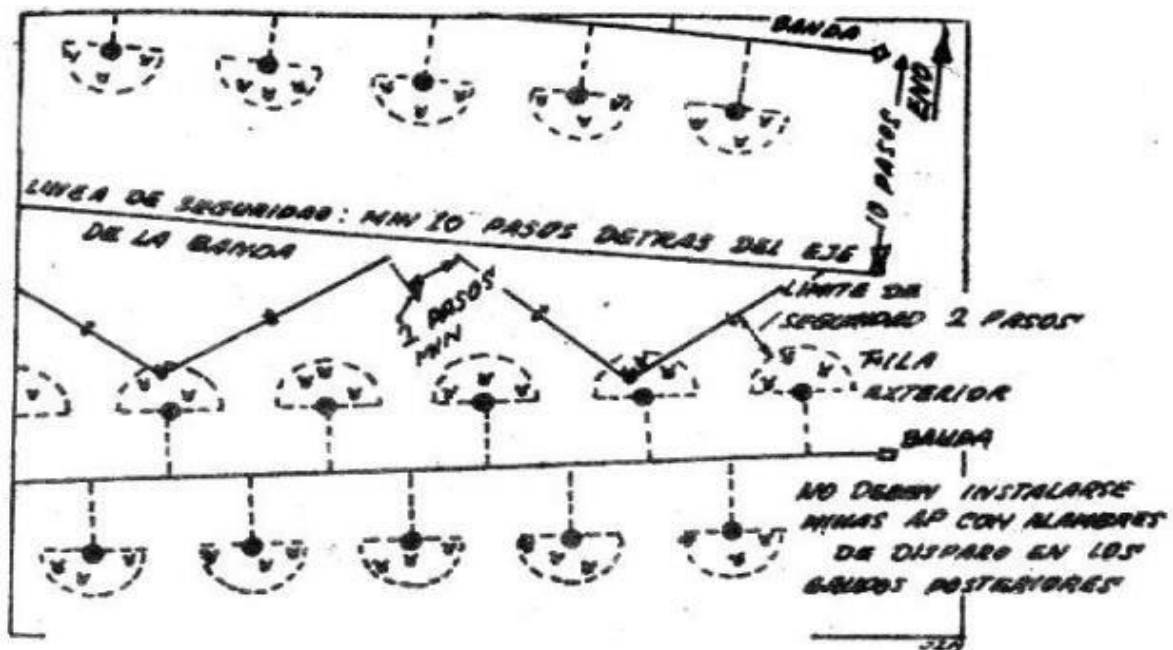 BANDA
ENO
10 PASOS
LINEA DE SEGURIDAD: MIN 10 PASOS DETRAS DEL EJE
DE LA BANDA
2 PASOS
MIN
LIMITE DE
SEGURIDAD 2 PASOS
FILA
EXTERIOR
BANDA
NO DEBEN INSTALARSE
MINAS AP CON ALAMBRES
DE DISPARO EN LOS
GRUPOS POSTERIORES